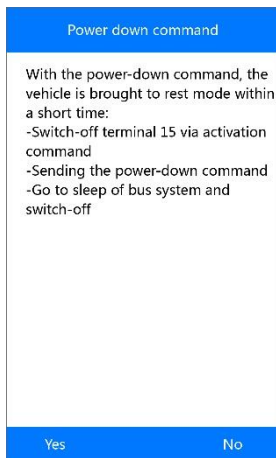 Power down command
With the power-down command, the
vehicle is brought to rest mode within
a short time:
-Switch-off terminal 15 via activation
command
-Sending the power-down command
-Go to sleep of bus system and
switch-off
Yes
No